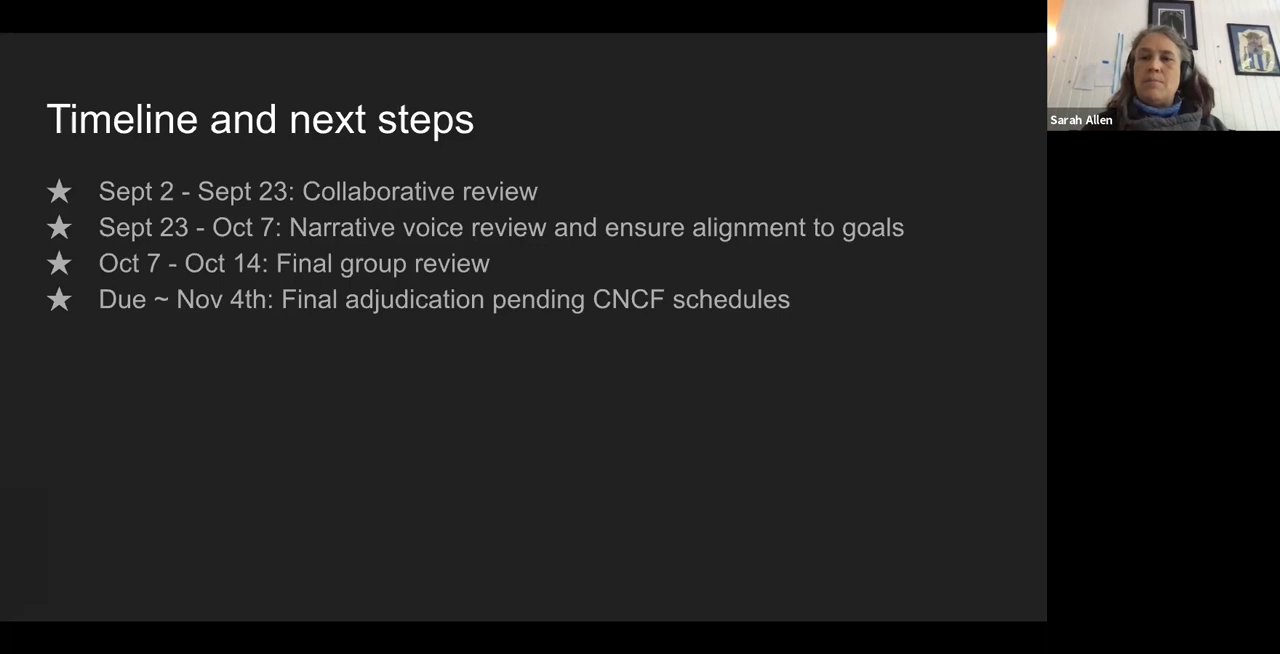 Timeline and next steps
★ Sept 2 - Sept 23: Collaborative review
★ Sept 23 - Oct 7: Narrative voice review and ensure alignment to goals
★ Oct 7 - Oct 14: Final group review
★ Due ~ Nov 4th: Final adjudication pending CNCF schedules
Sarah Allen